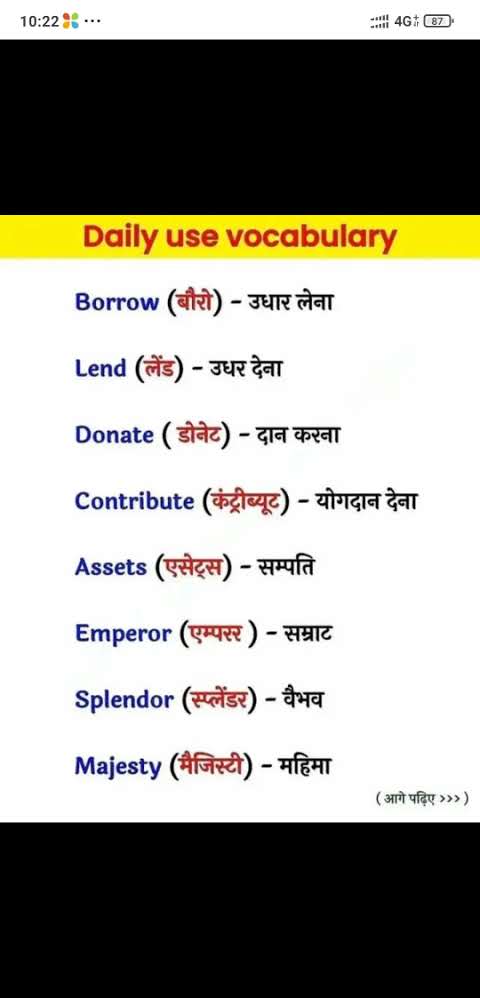 10:22 ... 4G 87
Daily use vocabulary
Borrow (बौरो) - उधार लेना
Lend (लेंड) - उधर देना
Donate ( डोनेट) - दान करना
Contribute (कंट्रीब्यूट) - योगदान देना
Assets (एसेट्स) - सम्पति
Emperor (एम्परर ) - सम्राट
Splendor (स्प्लेंडर) - वैभव
Majesty (मैजिस्टी) - महिमा
( आगे पढ़िए >>> )